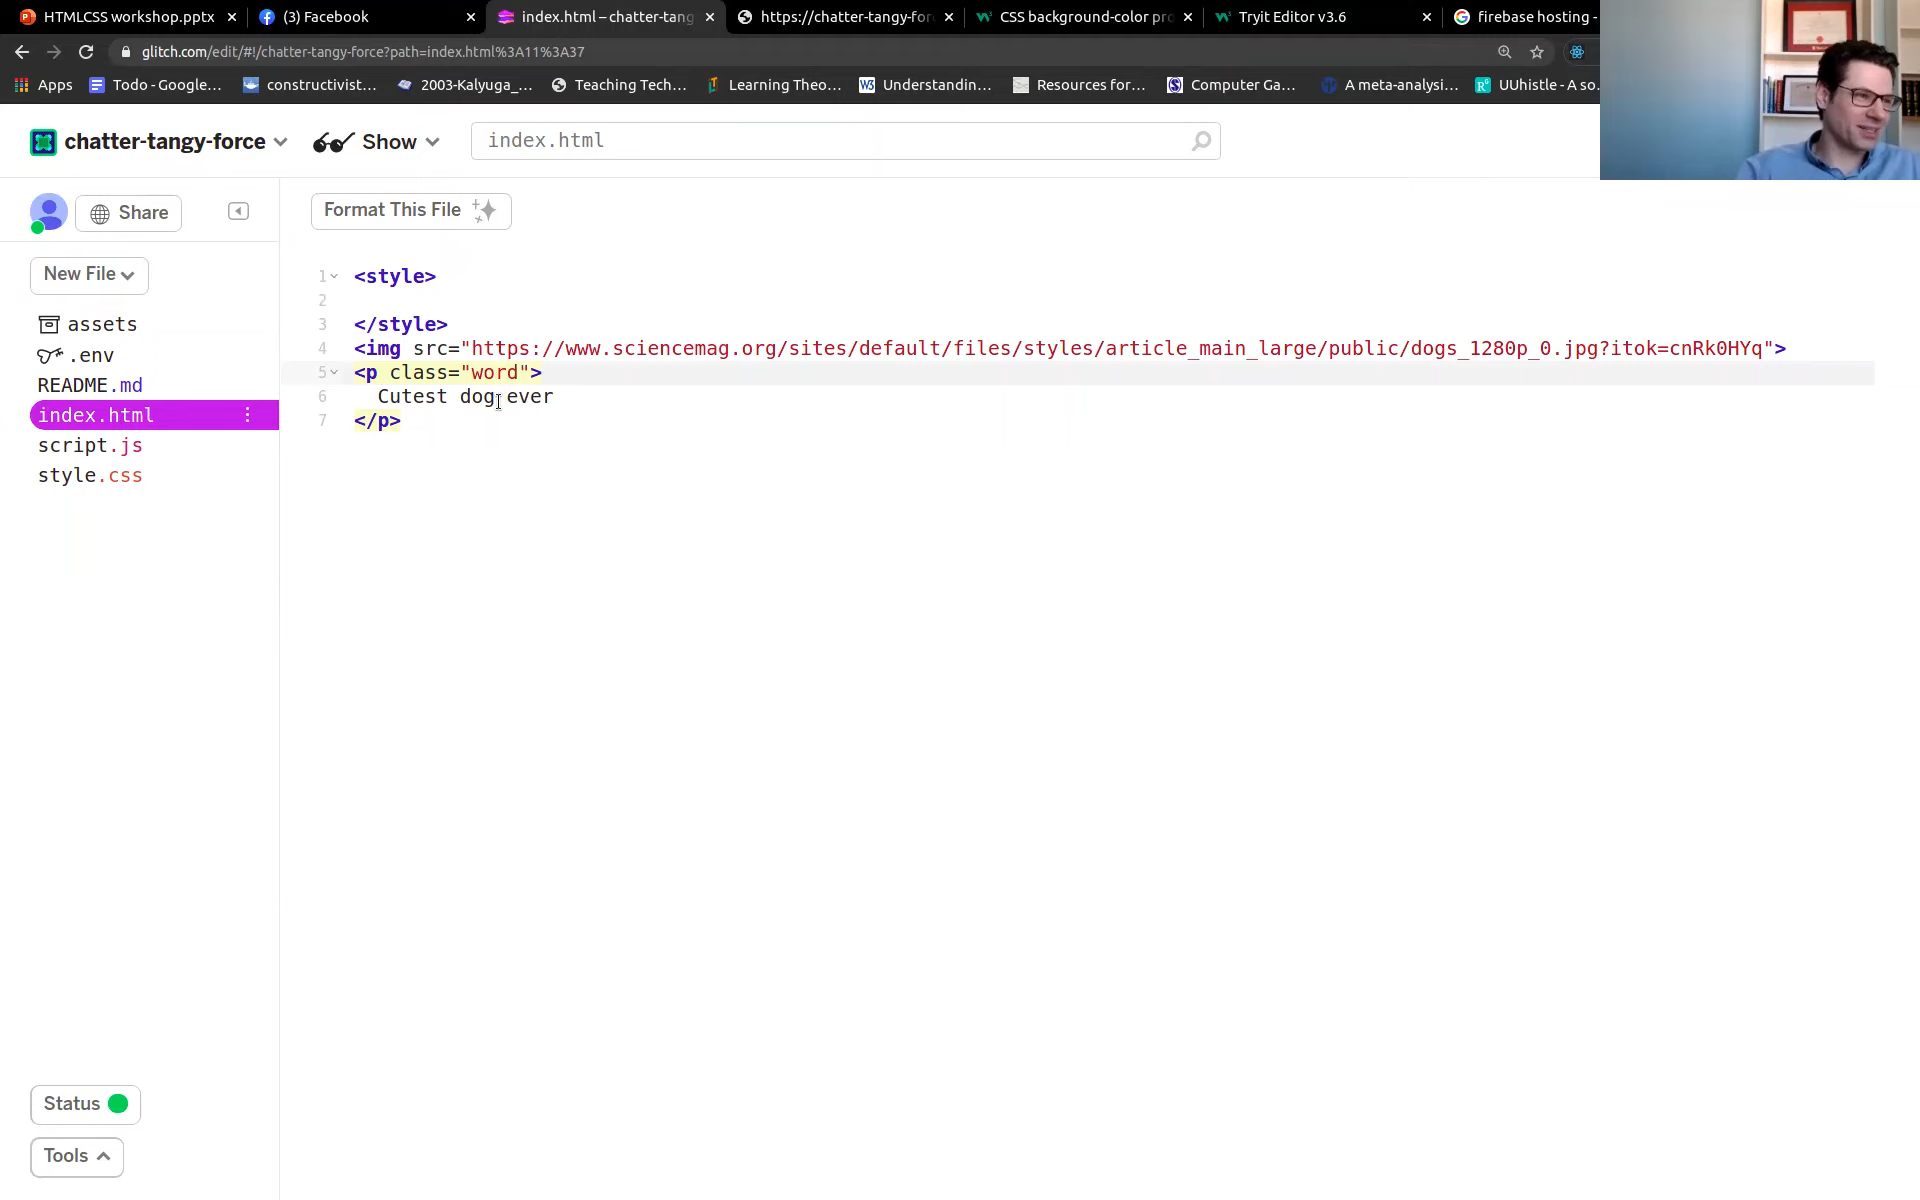 HTMLCSS workshop.pptx
(3) Facebook
index.html – chatter-tang
https://chatter-tangy-for
CSS background-color pro
Tryit Editor v3.6
firebase hosting -
glitch.com/edit/#!/chatter-tangy-force?path=index.html%3A11%3A37
Apps
Todo - Google...
constructivist...
2003-Kalyuga_...
Teaching Tech...
Learning Theo...
Understandin...
Resources for...
Computer Ga...
A meta-analysi...
UUhistle - A so.
chatter-tangy-force
Show
index.html
Share
Format This File
New File
assets
.env
README.md
index.html
script.js
style.css
1 <style>
2
3 </style>
4 <img src="https://www.sciencemag.org/sites/default/files/styles/article_main_large/public/dogs_1280p_0.jpg?itok=cnRk0HYq">
5 <p class="word">
6 Cutest dog ever
7 </p>
Status
Tools